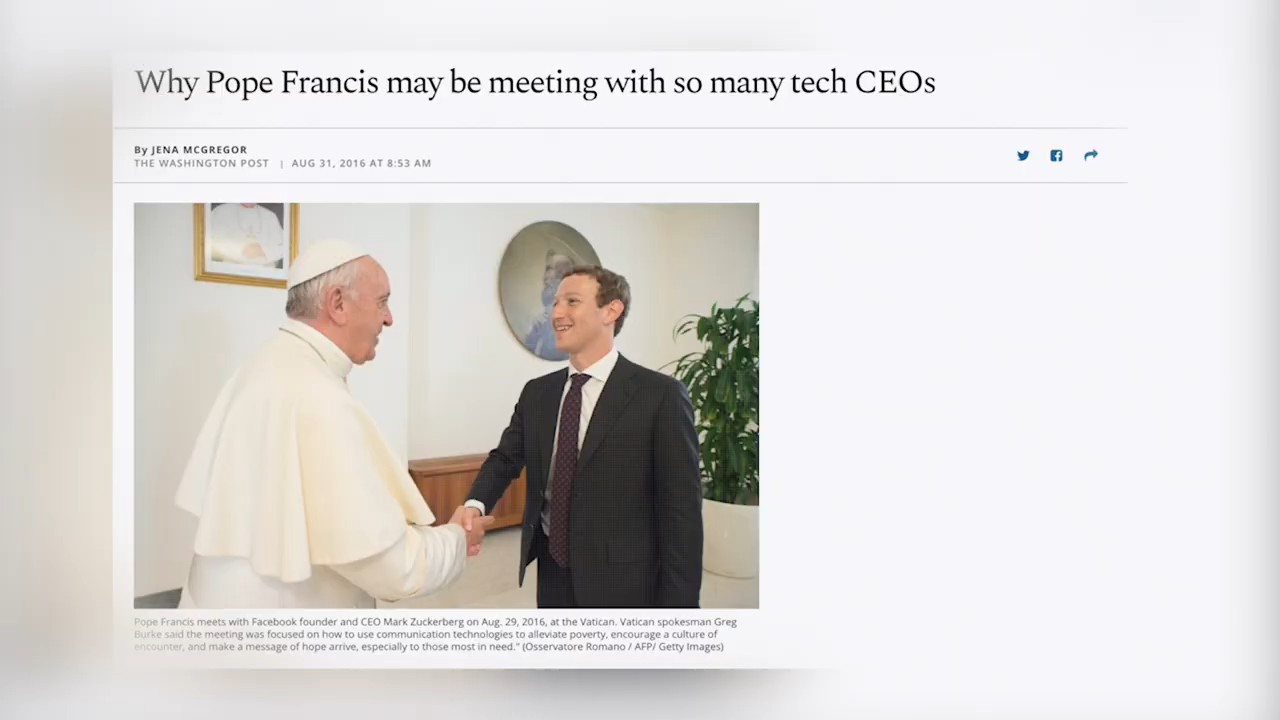 Why Pope Francis may be meeting with so many tech CEOs
By JENA MCGREGOR
THE WASHINGTON POST | AUG 31, 2016 AT 8:53 AM
Pope Francis meets with Facebook founder and CEO Mark Zuckerberg on Aug. 29, 2016, at the Vatican. Vatican spokesman Greg
Burke said the meeting was focused on how to use communication technologies to alleviate poverty, encourage a culture of
encounter, and make a message of hope arrive, especially to those most in need." (Osservatore Romano / AFP/ Getty Images)